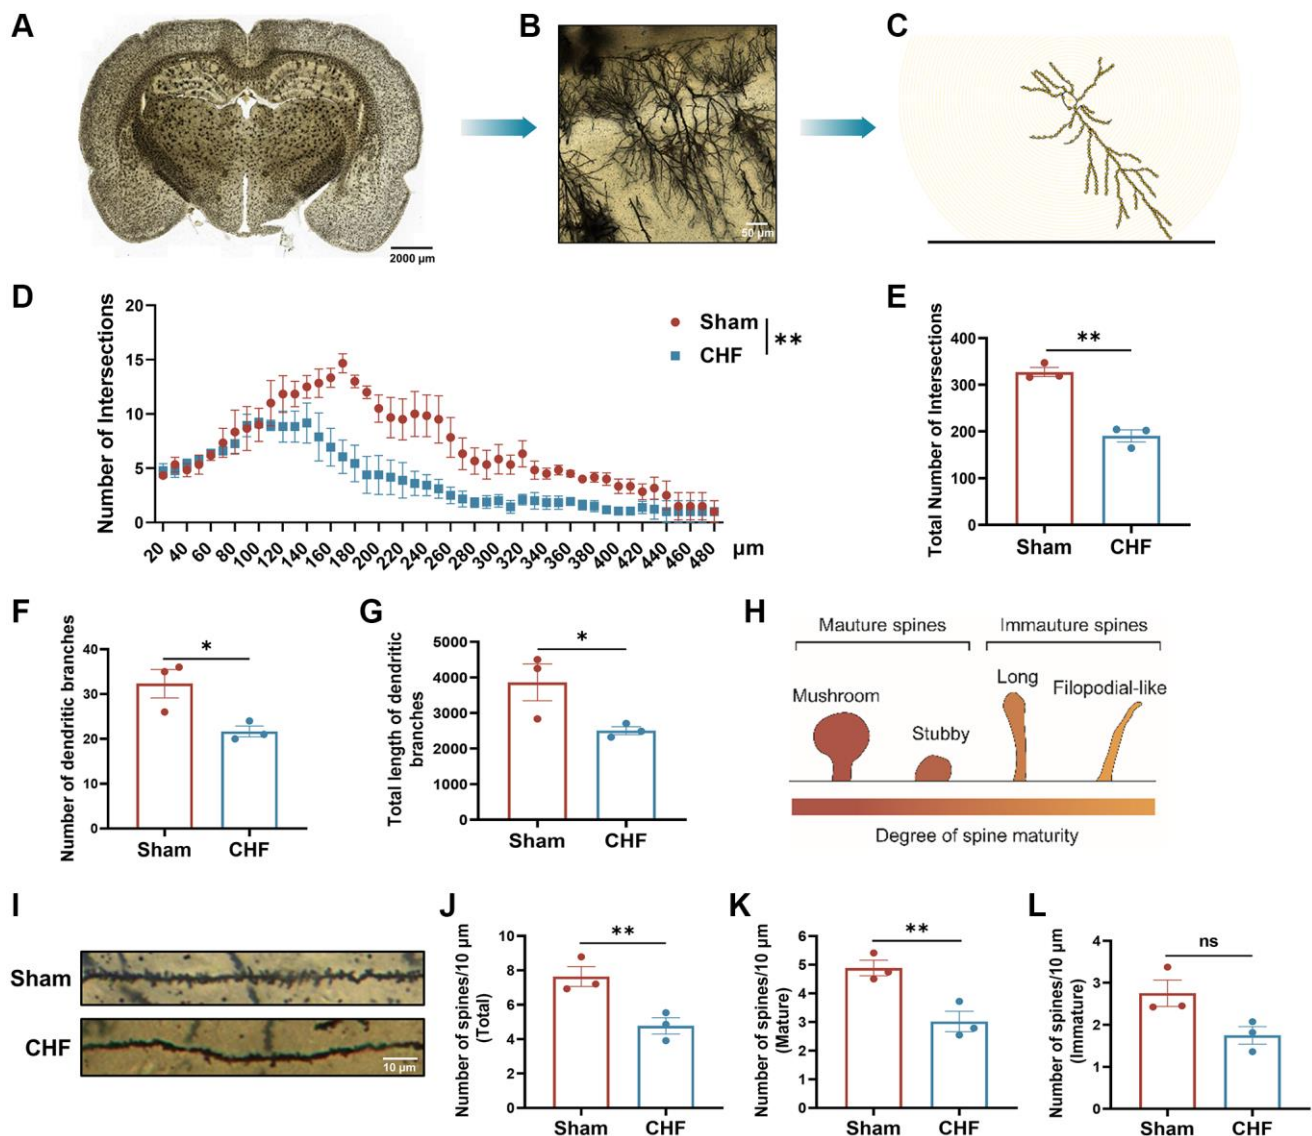 A
B
C
2000 µm
50 µm
D
Number of Intersections
20
15
10
5
0
20 40 60 80 100 120 140 160 180 200 220 240 260 280 300 320 340 360 380 400 420 440 460 480 µm
Sham
CHF
**
E
Total Number of Intersections
400
300
200
100
0
**
Sham CHF
F
Number of dendritic branches
40
30
20
10
0
*
Sham CHF
G
Total length of dendritic
branches
5000
4000
3000
2000
1000
0
*
Sham CHF
H
Mauture spines Immauture spines
Mushroom
Stubby
Long
Filopodial-like
Degree of spine maturity
I
Sham
CHF
10 µm
J
Number of spines/10 µm
(Total)
10
8
6
4
2
0
**
Sham CHF
K
Number of spines/10 µm
(Mature)
6
5
4
3
2
1
0
**
Sham CHF
L
Number of spines/10 µm
(Immature)
4
3
2
1
0
ns
Sham CHF